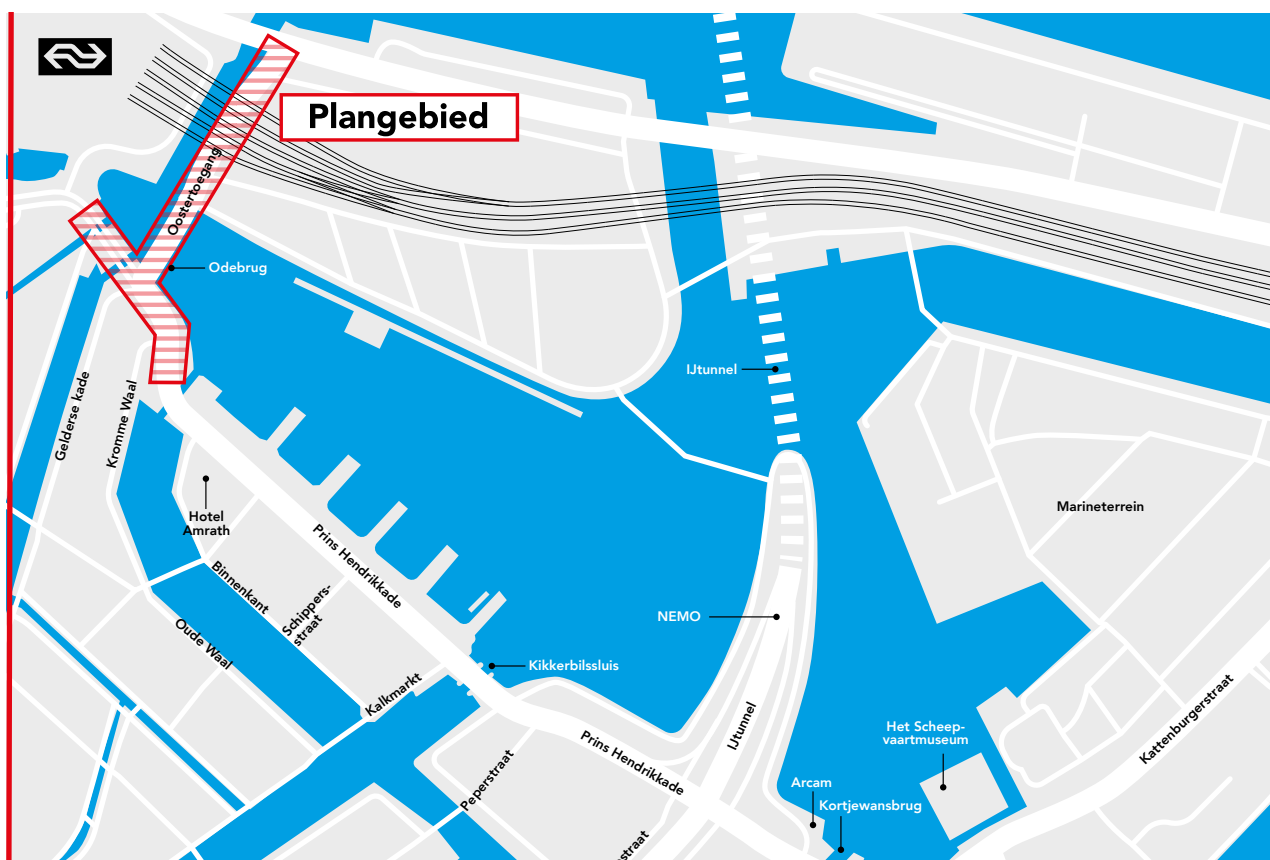 Plangebied
Oostertoegang
Odebrug
IJtunnel
Gelderse kade
Kromme Waal
Hotel
Amrath
Marineterrein
Prins Hendrikkade
Binnenkant
Schippers-
straat
Oude Waal
NEMO
Kikkerbilssluis
Kalkmarkt
IJtunnel
Prins Hendrikkade
Kattenburgerstraat
Het Scheep-
vaartmuseum
Peperstraat
Arcam
Kortjewansbrug
straat